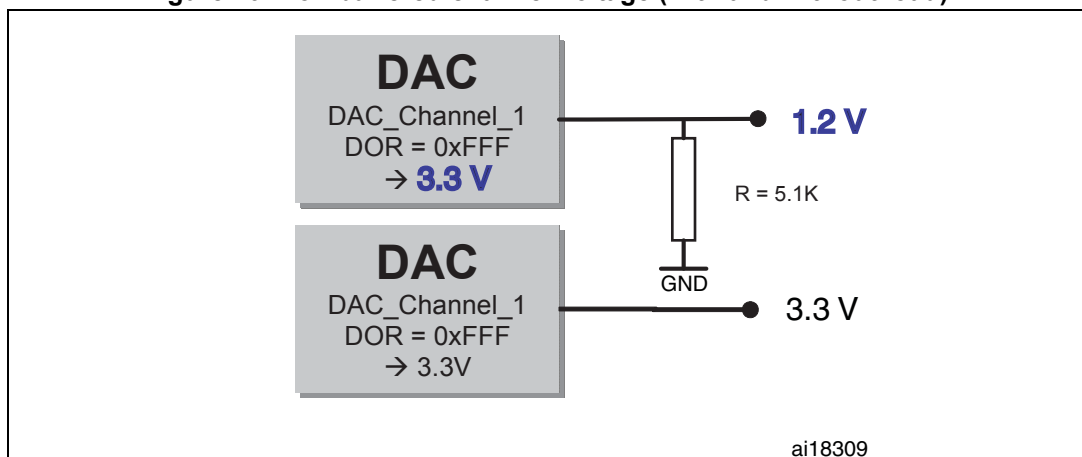 DAC
DAC_Channel_1
DOR = 0xFFF
→ 3.3 V
1.2 V
R = 5.1K
GND
DAC
DAC_Channel_1
DOR = 0xFFF
→ 3.3V
3.3 V
ai18309